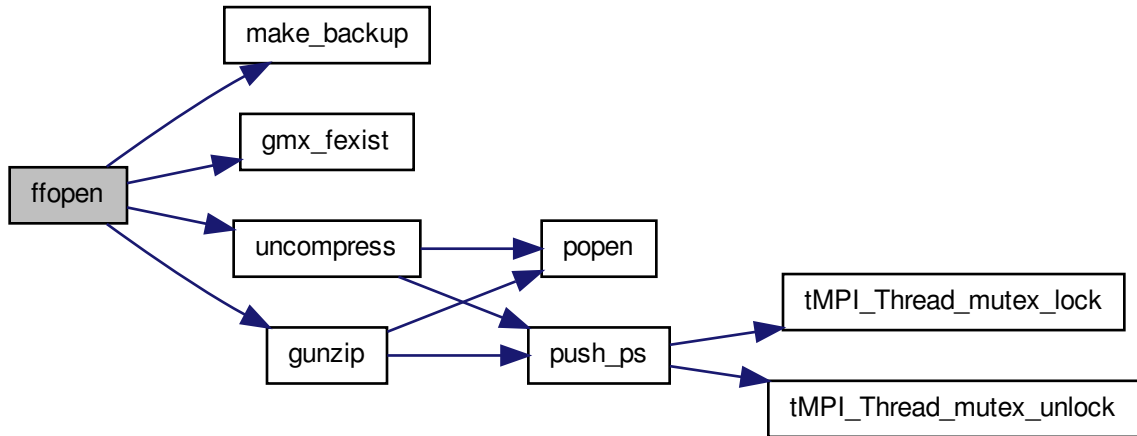 make_backup
gmx_fexist
ffopen
uncompress
popen
tMPI_Thread_mutex_lock
gunzip
push_ps
tMPI_Thread_mutex_unlock